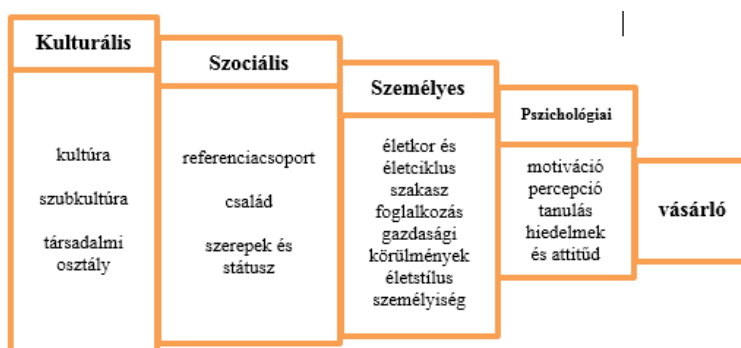 Kulturális
kultúra
szubkultúra
társadalmi
osztály
Szociális
referenciacsoport
család
szerepek és
státusz
Személyes
életkor és
életciklus
szakasz
foglalkozás
gazdasági
körülmények
életstílus
személyiség
Pszichológiai
motiváció
percepció
tanulás
hiedelmek
és attitűd
vásárló